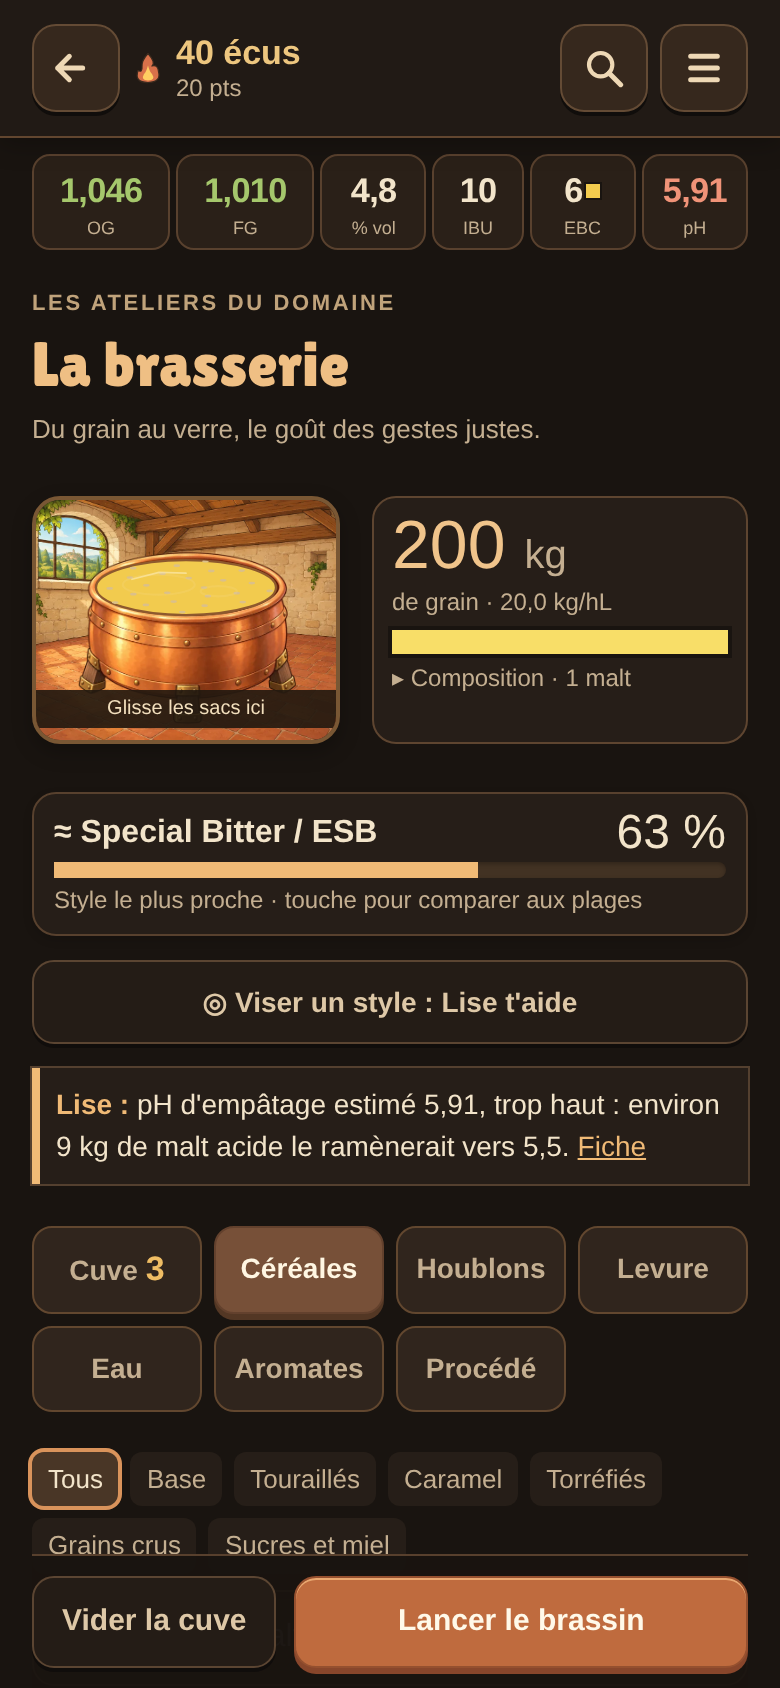 40 écus
20 pts
1,046
OG
1,010
FG
4,8
% vol
10
IBU
6
EBC
5,91
pH
LES ATELIERS DU DOMAINE
La brasserie
Du grain au verre, le goût des gestes justes.
Glisse les sacs ici
200 kg
de grain · 20,0 kg/hL
▸ Composition · 1 malt
≈ Special Bitter / ESB
63 %
Style le plus proche · touche pour comparer aux plages
◎ Viser un style : Lise t'aide
Lise : pH d'empâtage estimé 5,91, trop haut : environ
9 kg de malt acide le ramènerait vers 5,5. Fiche
Cuve 3
Céréales
Houblons
Levure
Eau
Aromates
Procédé
Tous
Base
Touraillés
Caramel
Torréfiés
Grains crus
Sucres et miel
Vider la cuve
Lancer le brassin